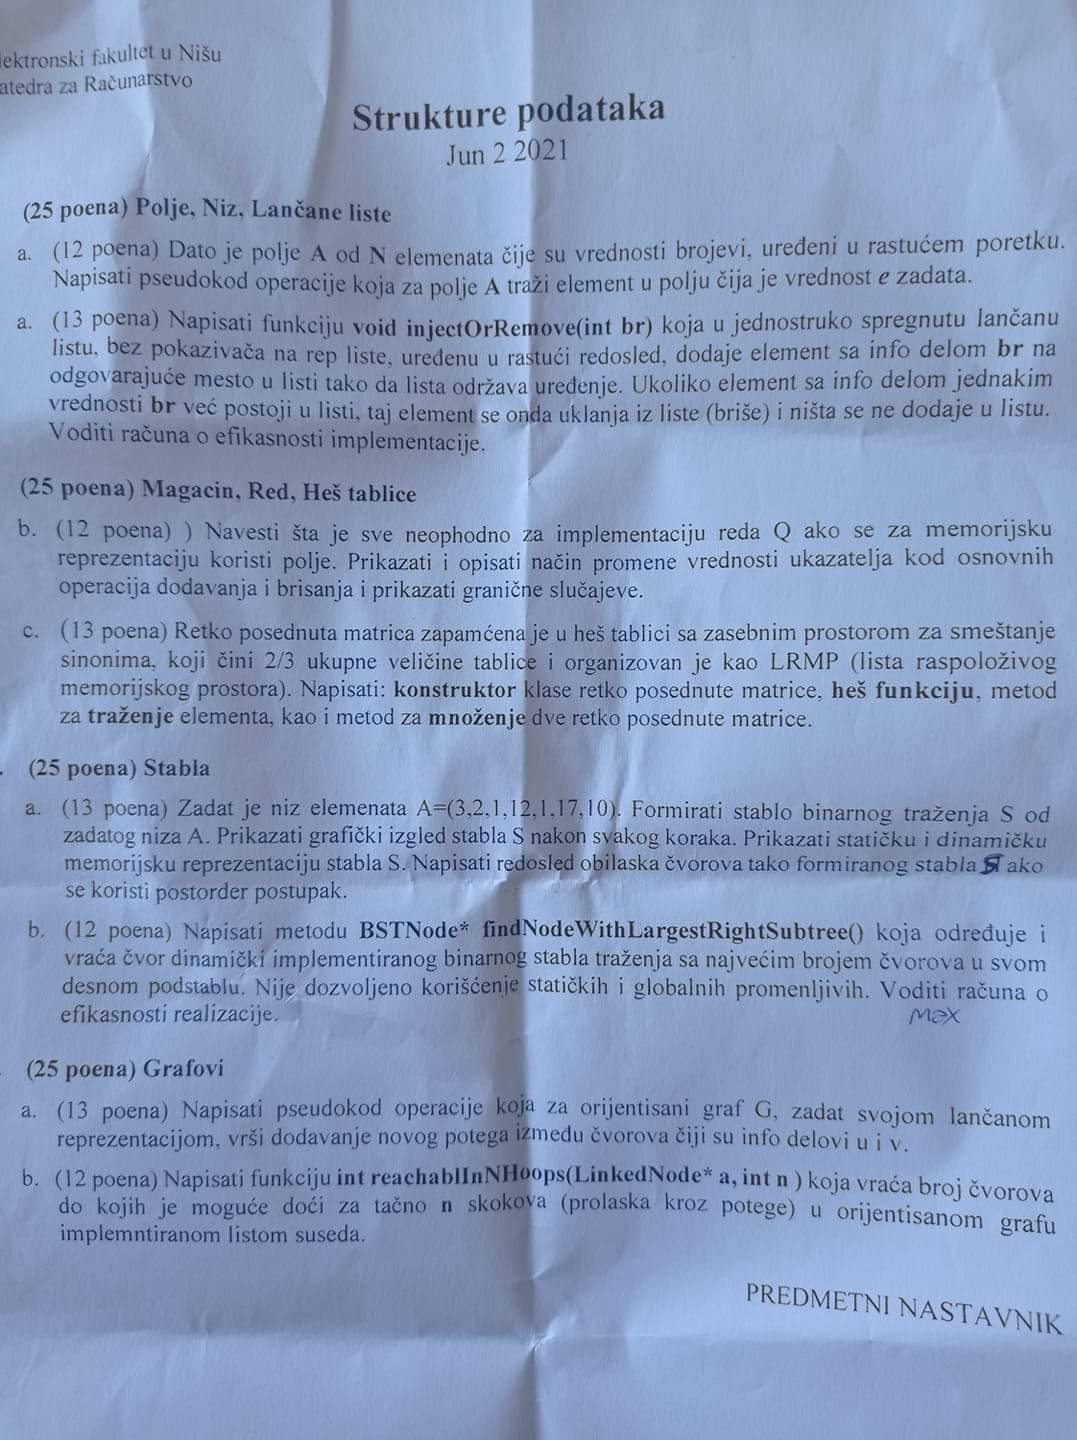 lektronski fakultet u Nišu
atedra za Računarstvo
Strukture podataka
Jun 2 2021
(25 poena) Polje, Niz, Lančane liste
a. (12 poena) Dato je polje A od N elemenata čije su vrednosti brojevi, uređeni u rastućem poretku.
Napisati pseudokod operacije koja za polje A traži element u polju čija je vrednost e zadata.
a. (13 poena) Napisati funkciju void injectOrRemove(int br) koja u jednostruko spregnutu lančanu
listu, bez pokazivača na rep liste, uređenu u rastući redosled, dodaje element sa info delom br na
odgovarajuće mesto u listi tako da lista održava uređenje. Ukoliko element sa info delom jednakim
vrednosti br već postoji u listi, taj element se onda uklanja iz liste (briše) i ništa se ne dodaje u listu.
Voditi računa o efikasnosti implementacije.
(25 poena) Magacin, Red, Heš tablice
b. (12 poena) ) Navesti šta je sve neophodno za implementaciju reda Q ako se za memorijsku
reprezentaciju koristi polje. Prikazati i opisati način promene vrednosti ukazatelja kod osnovnih
operacija dodavanja i brisanja i prikazati granične slučajeve.
c. (13 poena) Retko posednuta matrica zapamćena je u heš tablici sa zasebnim prostorom za smeštanje
sinonima, koji čini 2/3 ukupne veličine tablice i organizovan je kao LRMP (lista raspoloživog
memorijskog prostora). Napisati: konstruktor klase retko posednute matrice, heš funkciju, metod
za traženje elementa, kao i metod za množenje dve retko posednute matrice.
. (25 poena) Stabla
a. (13 poena) Zadat je niz elemenata A=(3,2,1,12,1,17,10). Formirati stablo binarnog traženja S od
zadatog niza A. Prikazati grafički izgled stabla S nakon svakog koraka. Prikazati statičku i dinamičku
memorijsku reprezentaciju stabla S. Napisati redosled obilaska čvorova tako formiranog stabla S ako
se koristi postorder postupak.
b. (12 poena) Napisati metodu BSTNode* findNodeWithLargestRightSubtree() koja određuje i
vraća čvor dinamički implementiranog binarnog stabla traženja sa najvećim brojem čvorova u svom
desnom podstablu. Nije dozvoljeno korišćenje statičkih i globalnih promenljivih. Voditi računa o
efikasnosti realizacije.
max
. (25 poena) Grafovi
a. (13 poena) Napisati pseudokod operacije koja za orijentisani graf G, zadat svojom lančanom
reprezentacijom, vrši dodavanje novog potega između čvorova čiji su info delovi u i v.
b. (12 poena) Napisati funkciju int reachablInNHoops(LinkedNode* a, int n ) koja vraća broj čvorova
do kojih je moguće doći za tačno n skokova (prolaska kroz potege) u orijentisanom grafu
implemntiranom listom suseda.
PREDMETNI NASTAVNIK